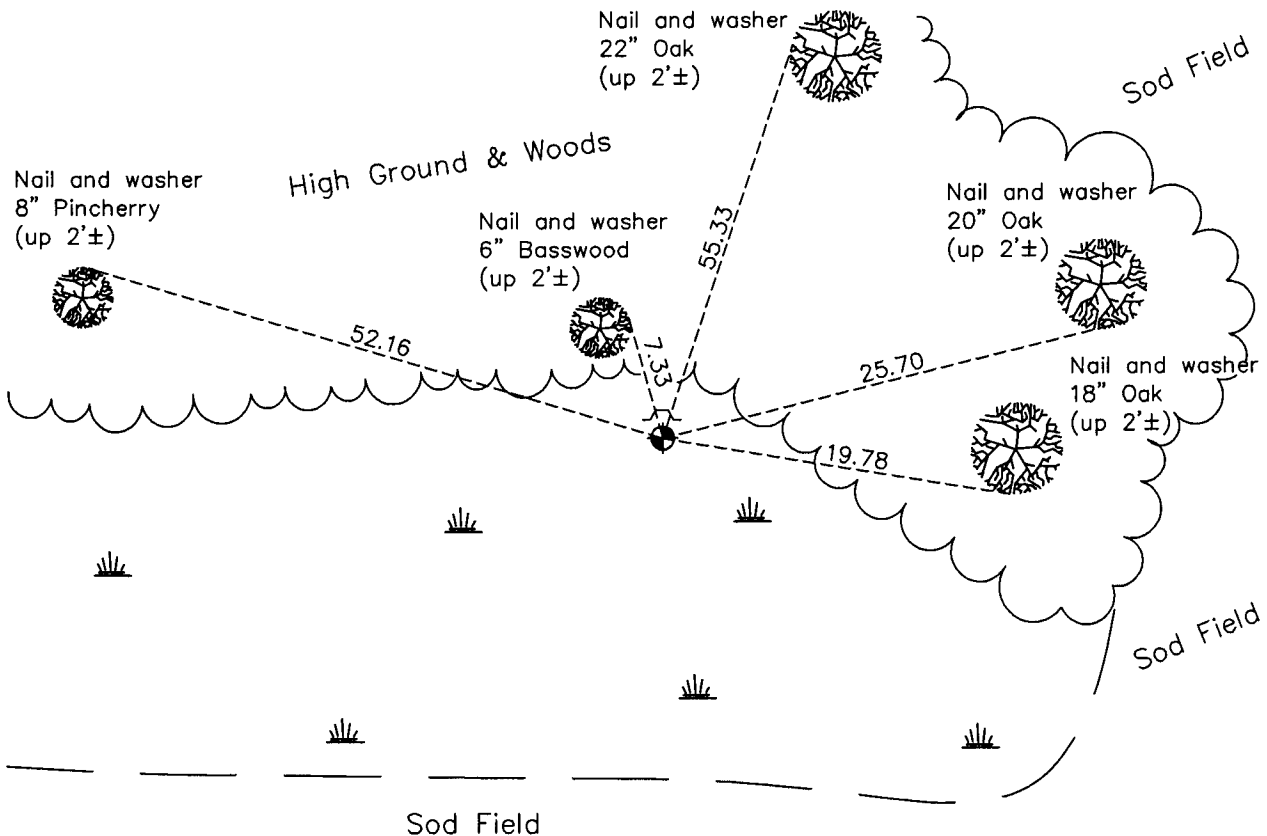 Nail and washer
22" Oak
(up 2'±)
Sod Field
High Ground & Woods
Nail and washer
8" Pincherry
(up 2'±)
Nail and washer
6" Basswood
(up 2'±)
Nail and washer
20" Oak
(up 2'±)
55.33
52.16
7.33
25.70
Nail and washer
18" Oak
(up 2'±)
19.78
Sod Field
Sod Field